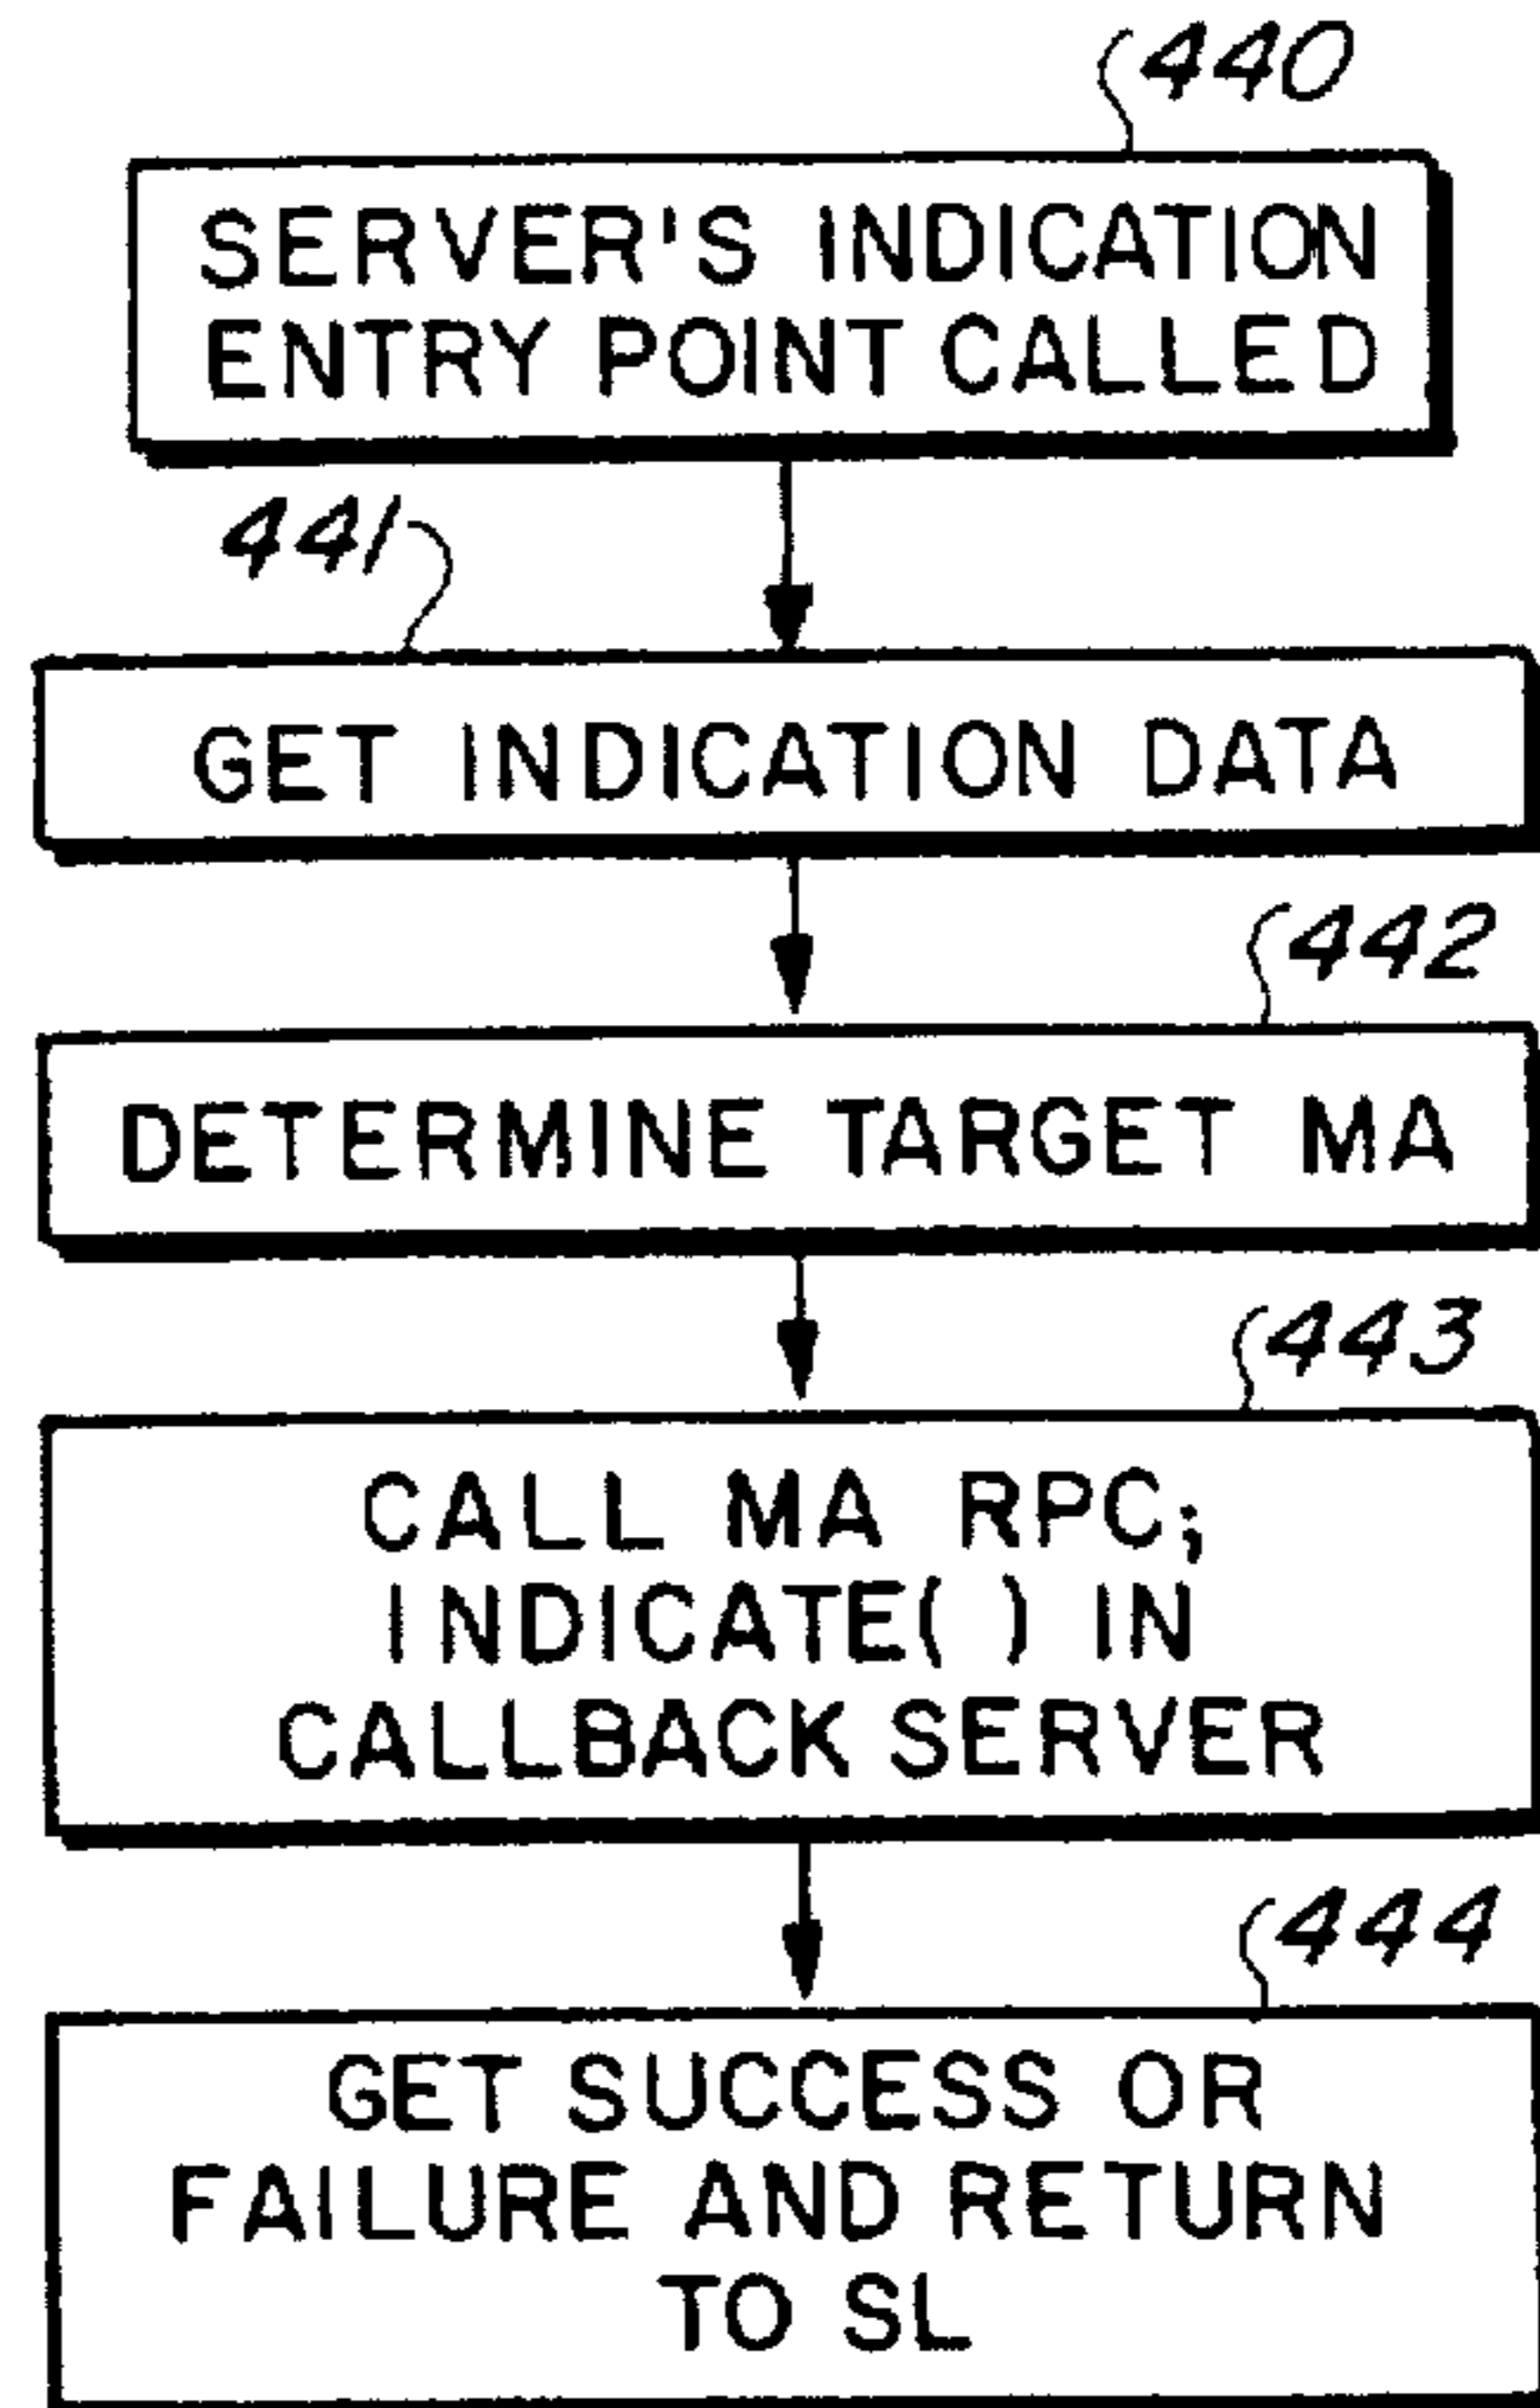 440
SERVER'S INDICATION
ENTRY POINT CALLED
441
GET INDICATION DATA
442
DETERMINE TARGET MA
443
CALL MA RPC;
INDICATE( ) IN
CALLBACK SERVER
444
GET SUCCESS OR
FAILURE AND RETURN
TO SL